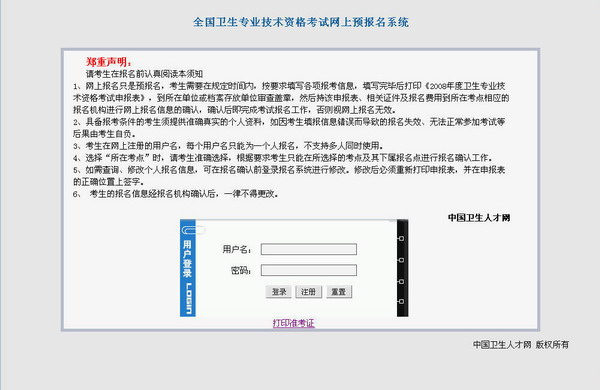 全国卫生专业技术资格考试网上预报名系统
郑重声明：
请考生在报名前认真阅读本须知
1、网上报名只是预报名，考生需要在规定时间内，按要求填写各项报考信息，填写完毕后打印《2008年度卫生专业技
术资格考试申报表》，到所在单位或档案存放单位审查盖章，然后持该申报表、相关证件及报名费用到所在考点相应的
报名机构进行网上报名信息的确认，确认后即完成考试报名工作，否则视网上报名无效。
2、具备报考条件的考生须提供准确真实的个人资料，如因考生填报信息错误而导致的报名失效、无法正常参加考试等
后果由考生自负。
3、考生在网上注册的用户名，每个用户名只能为一个人报名，不支持多人同时使用。
4、选择“所在考点”时，请考生准确选择，根据要求考生只能在所选择的考点及其下属报名点进行报名确认工作。
5、如需查询、修改个人报名信息，可在报名确认前登录报名系统进行修改。修改后必须重新打印申报表，并在申报表
的正确位置上签字。
6、 考生的报名信息经报名机构确认后，一律不得更改。
中国卫生人才网
用户登录 LOGIN
用户名：
密码：
登录 注册 重置
打印准考证
中国卫生人才网 版权所有